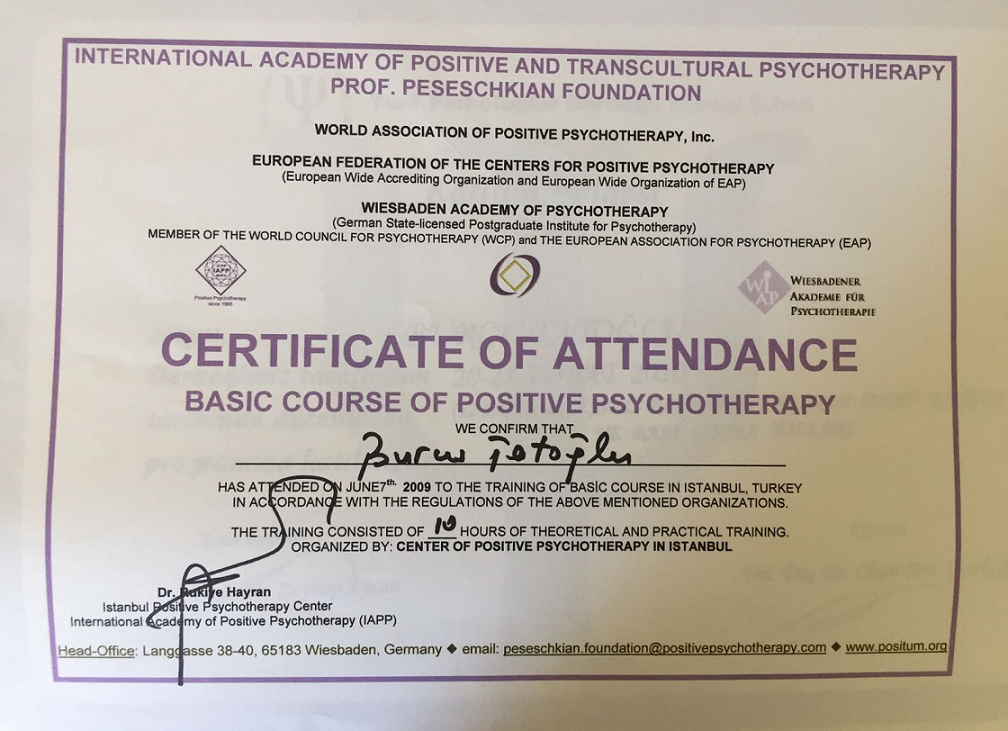 INTERNATIONAL ACADEMY OF POSITIVE AND TRANSCULTURAL PSYCHOTHERAPY
PROF. PESESCHKIAN FOUNDATION
WORLD ASSOCIATION OF POSITIVE PSYCHOTHERAPY, Inc.
EUROPEAN FEDERATION OF THE CENTERS FOR POSITIVE PSYCHOTHERAPY
(European Wide Accrediting Organization and European Wide Organization of EAP)
WIESBADEN ACADEMY OF PSYCHOTHERAPY
(German State-licensed Postgraduate Institute for Psychotherapy)
MEMBER OF THE WORLD COUNCIL FOR PSYCHOTHERAPY (WCP) and THE EUROPEAN ASSOCIATION FOR PSYCHOTHERAPY (EAP)
IAPP
Positive Psychotherapy
since 1968
WIAP
WIESBADENER
AKADEMIE FÜR
PSYCHOTHERAPIE
CERTIFICATE OF ATTENDANCE
BASIC COURSE OF POSITIVE PSYCHOTHERAPY
WE CONFIRM THAT
HAS ATTENDED ON JUNE7th. 2009 TO THE TRAINING OF BASIC COURSE IN ISTANBUL, TURKEY
IN ACCORDANCE WITH THE REGULATIONS OF THE ABOVE MENTIONED ORGANIZATIONS.
THE TRAINING CONSISTED OF 10 HOURS OF THEORETICAL AND PRACTICAL TRAINING.
ORGANIZED BY: CENTER OF POSITIVE PSYCHOTHERAPY IN ISTANBUL
Dr. Rukiye Hayran
Istanbul Positive Psychotherapy Center
International Academy of Positive Psychotherapy (IAPP)
Head-Office: Langgasse 38-40, 65183 Wiesbaden, Germany ◆ email: peseschkian.foundation@positivepsychotherapy.com ◆ www.positum.org